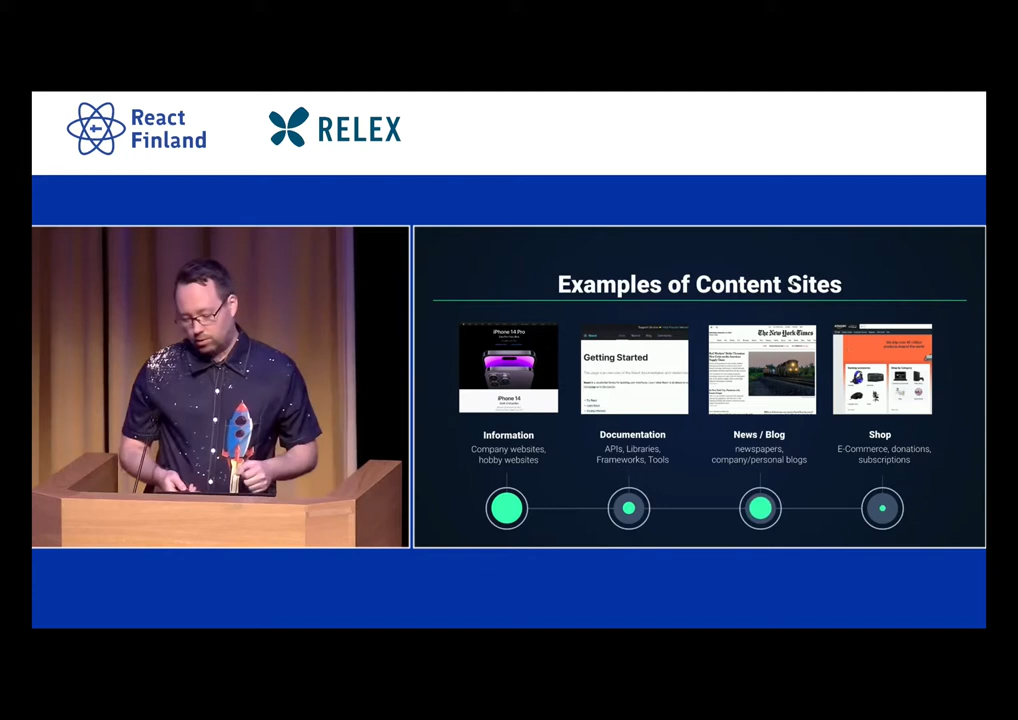 React
Finland
RELEX
Examples of Content Sites
iPhone 14 Pro
iPhone 14
Getting Started
The New York Times
Information
Company websites,
hobby websites
Documentation
APIs, Libraries,
Frameworks, Tools
News / Blog
newspapers,
company/personal blogs
Shop
E-Commerce, donations,
subscriptions